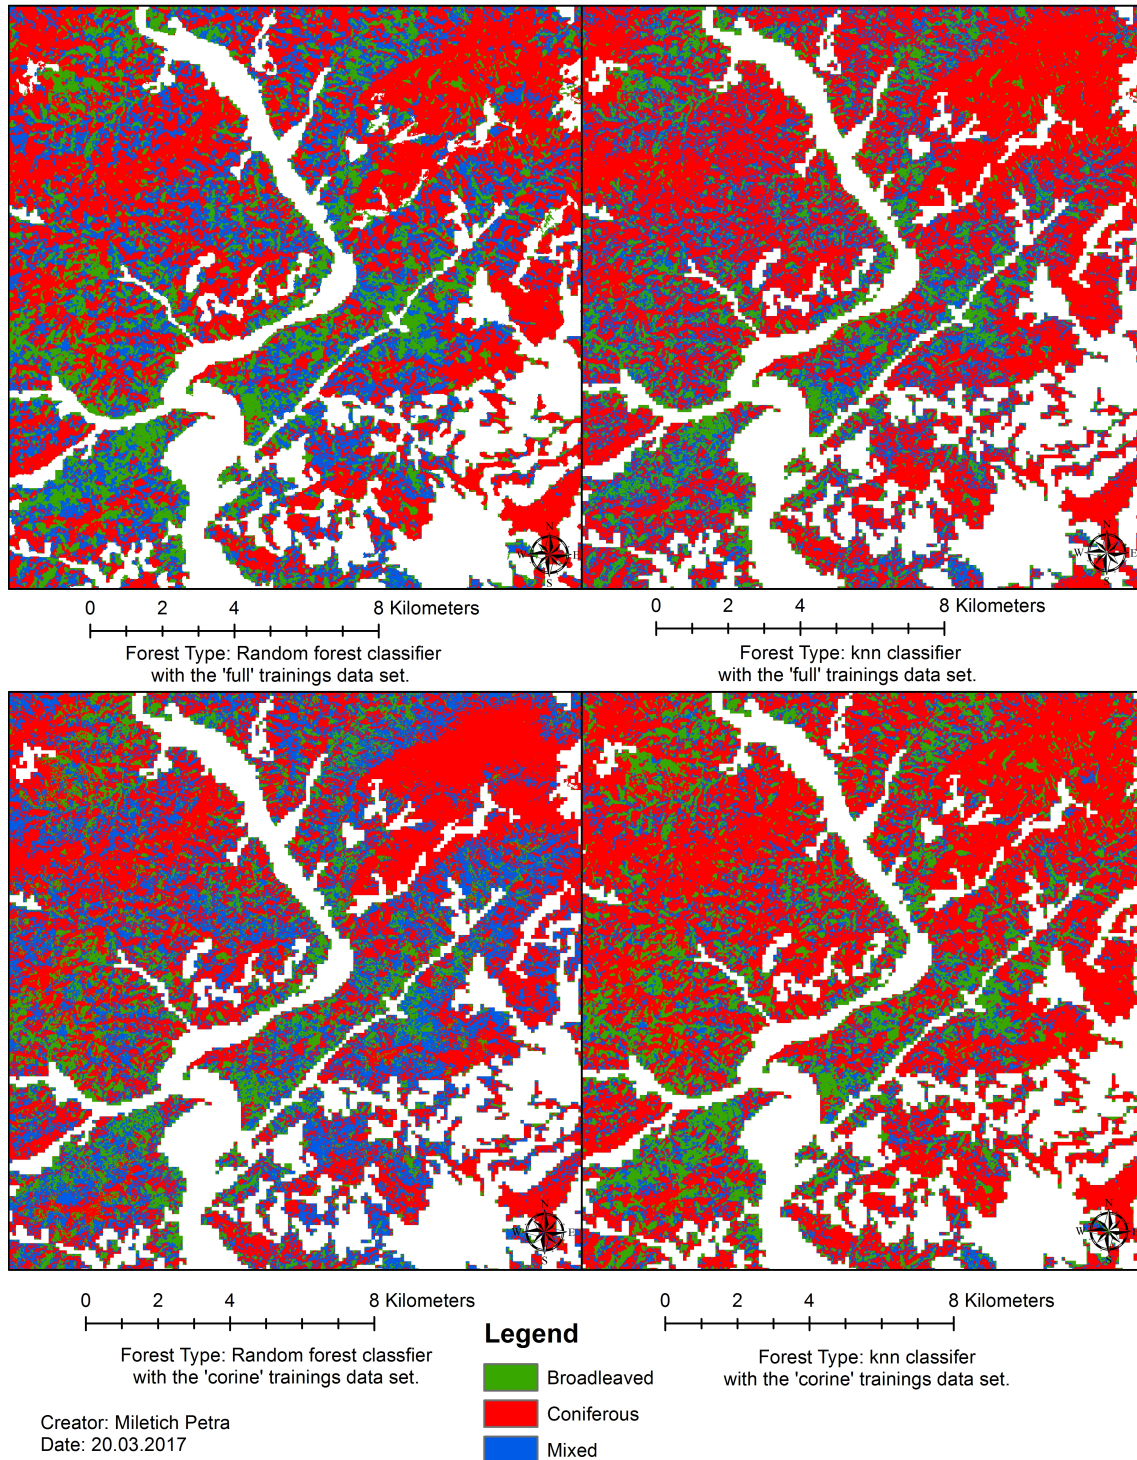 N
W E
S
N
W E
S
0 2 4 8 Kilometers
0 2 4 8 Kilometers
Forest Type: Random forest classifier
with the 'full' trainings data set.
Forest Type: knn classifier
with the 'full' trainings data set.
N
W E
S
N
W E
S
0 2 4 8 Kilometers
0 2 4 8 Kilometers
Forest Type: Random forest classfier
with the 'corine' trainings data set.
Forest Type: knn classifer
with the 'corine' trainings data set.
Legend
Broadleaved
Coniferous
Mixed
Creator: Miletich Petra
Date: 20.03.2017